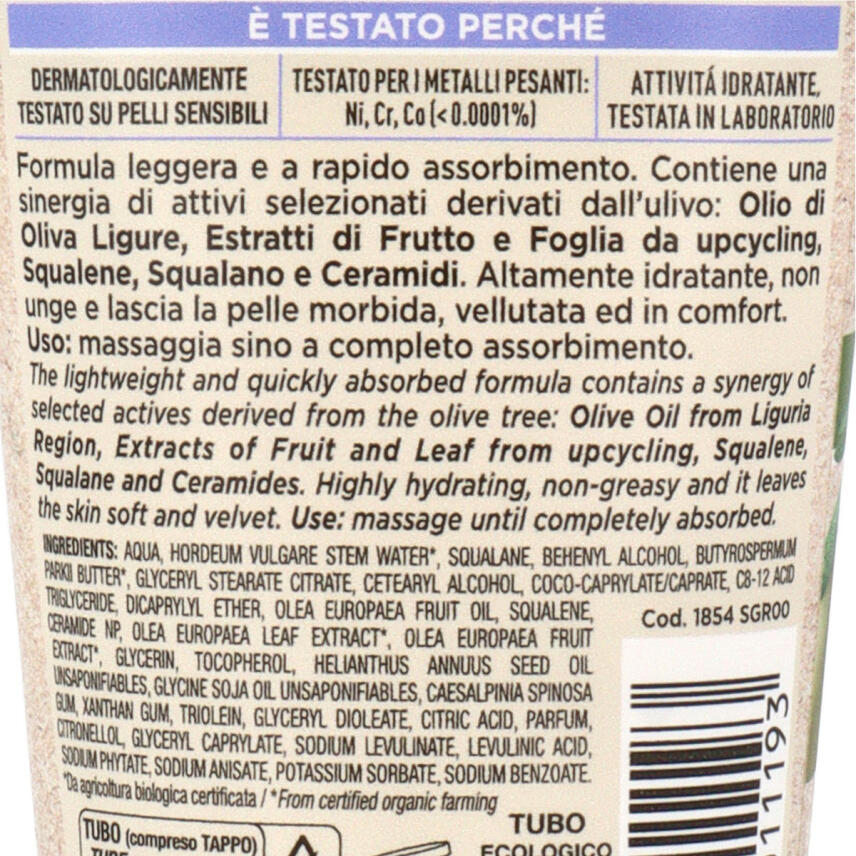 È TESTATO PERCHÉ
DERMATOLOGICAMENTE
TESTATO SU PELLI SENSIBILI
TESTATO PER I METALLI PESANTI:
Ni, Cr, Co (<0.0001%)
ATTIVITÁ IDRATANTE,
TESTATA IN LABORATORIO
Formula leggera e a rapido assorbimento. Contiene una
sinergia di attivi selezionati derivati dall'ulivo: Olio di
Oliva Ligure, Estratti di Frutto e Foglia da upcycling,
Squalene, Squalano e Ceramidi. Altamente idratante, non
unge e lascia la pelle morbida, vellutata ed in comfort.
Uso: massaggia sino a completo assorbimento.
The lightweight and quickly absorbed formula contains a synergy of
selected actives derived from the olive tree: Olive Oil from Liguria
Region, Extracts of Fruit and Leaf from upcycling, Squalene,
Squalane and Ceramides. Highly hydrating, non-greasy and it leaves
the skin soft and velvet. Use: massage until completely absorbed.
INGREDIENTS: AQUA, HORDEUM VULGARE STEM WATER*, SQUALANE, BEHENYL ALCOHOL, BUTYROSPERMUM
PARKII BUTTER*, GLYCERYL STEARATE CITRATE, CETEARYL ALCOHOL, COCO-CAPRYLATE/CAPRATE, C8-12 ACID
TRIGLYCERIDE, DICAPRYLYL ETHER, OLEA EUROPAEA FRUIT OIL, SQUALENE,
CERAMIDE NP, OLEA EUROPAEA LEAF EXTRACT*, OLEA EUROPAEA FRUIT
EXTRACT*, GLYCERIN, TOCOPHEROL, HELIANTHUS ANNUUS SEED OIL
UNSAPONIFIABLES, GLYCINE SOJA OIL UNSAPONIFIABLES, CAESALPINIA SPINOSA
GUM, XANTHAN GUM, TRIOLEIN, GLYCERYL DIOLEATE, CITRIC ACID, PARFUM,
CITRONELLOL, GLYCERYL CAPRYLATE, SODIUM LEVULINATE, LEVULINIC ACID,
SODIUM PHYTATE, SODIUM ANISATE, POTASSIUM SORBATE, SODIUM BENZOATE.
*Da agricoltura biologica certificata / *From certified organic farming
Cod. 1854 SGR00
11193
TUBO (compreso TAPPO)
TUBE
TUBO
ECOLOGICO